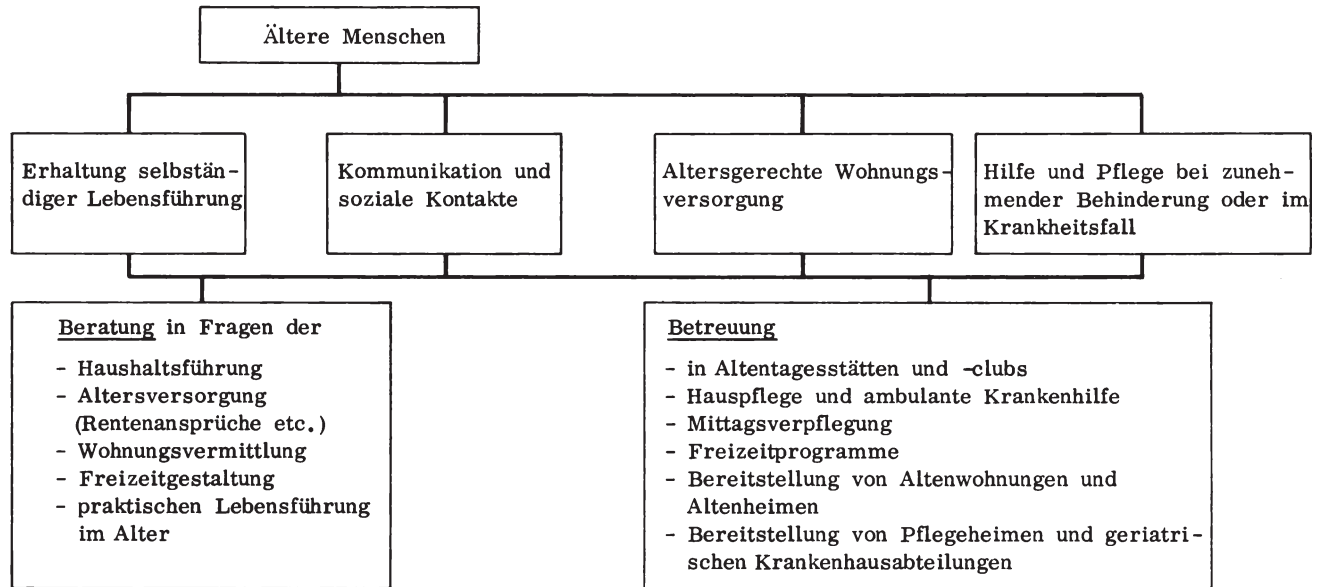 Ältere Menschen
Erhaltung selbstän-
diger Lebensführung
Kommunikation und
soziale Kontakte
Altersgerechte Wohnungs-
versorgung
Hilfe und Pflege bei zuneh-
mender Behinderung oder im
Krankheitsfall
Beratung in Fragen der
- Haushaltsführung
- Altersversorgung
(Rentenansprüche etc.)
- Wohnungsvermittlung
- Freizeitgestaltung
- praktischen Lebensführung
im Alter
Betreuung
- in Altentagesstätten und -clubs
- Hauspflege und ambulante Krankenhilfe
- Mittagsverpflegung
- Freizeitprogramme
- Bereitstellung von Altenwohnungen und
Altenheimen
- Bereitstellung von Pflegeheimen und geriatri-
schen Krankenhausabteilungen